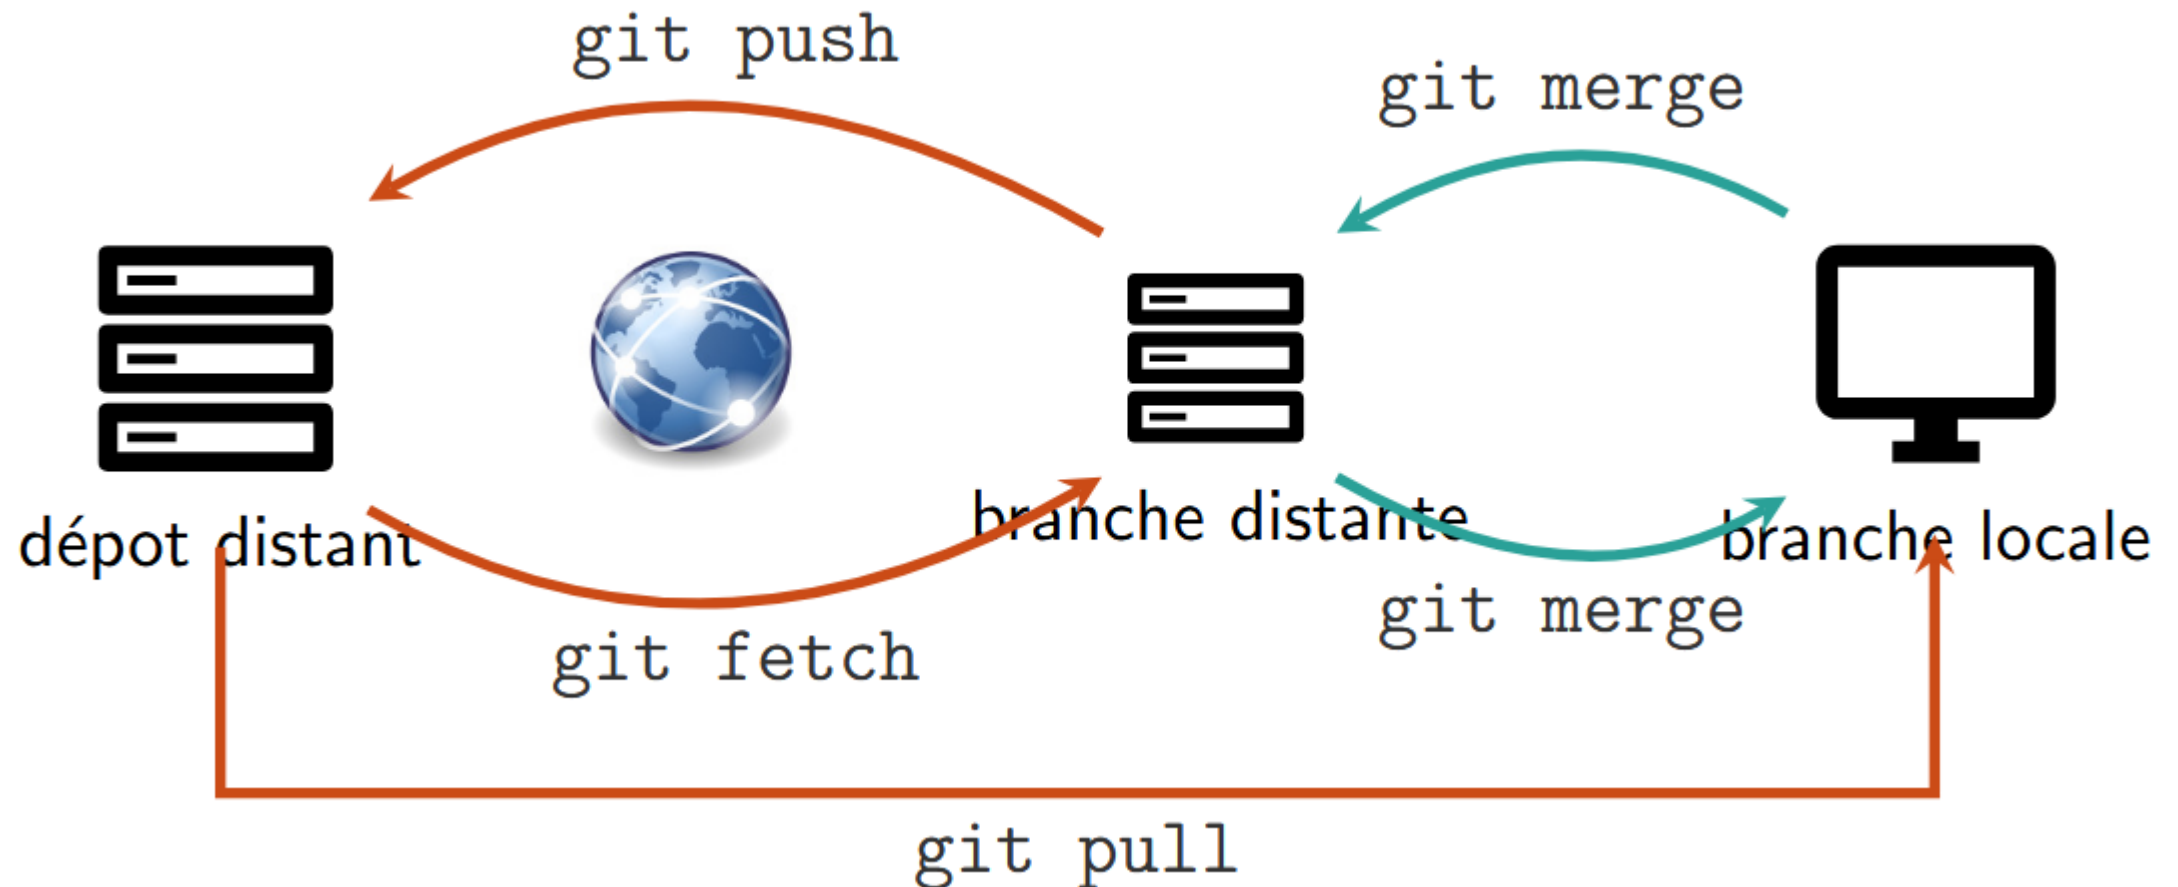 git push
git merge
dépot distant
branche distante
branche locale
git merge
git fetch
git pull